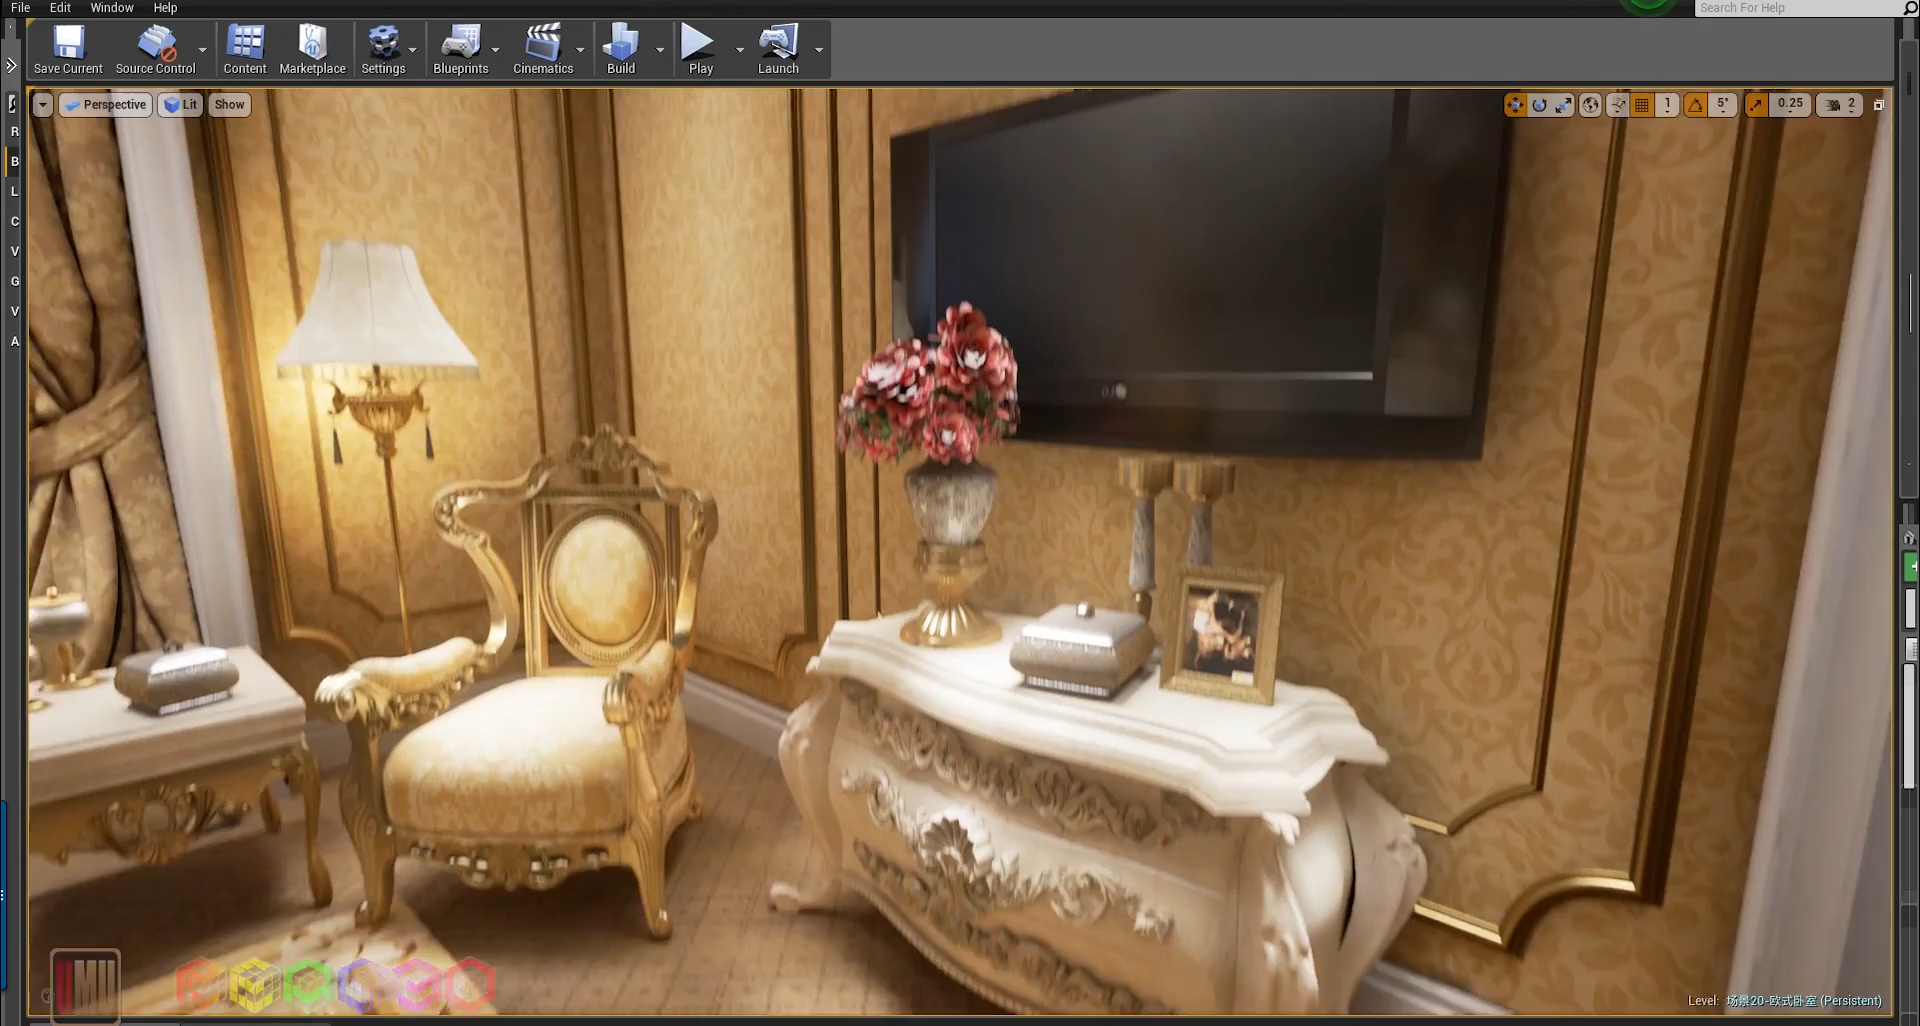 File Edit Window Help
Search For Help
Save Current Source Control Content Marketplace Settings Blueprints Cinematics Build Play Launch
Perspective Lit Show
1 5° 0.25 2
R
B
L
C
V
G
V
A
Level: 场景20-欧式卧室 (Persistent)